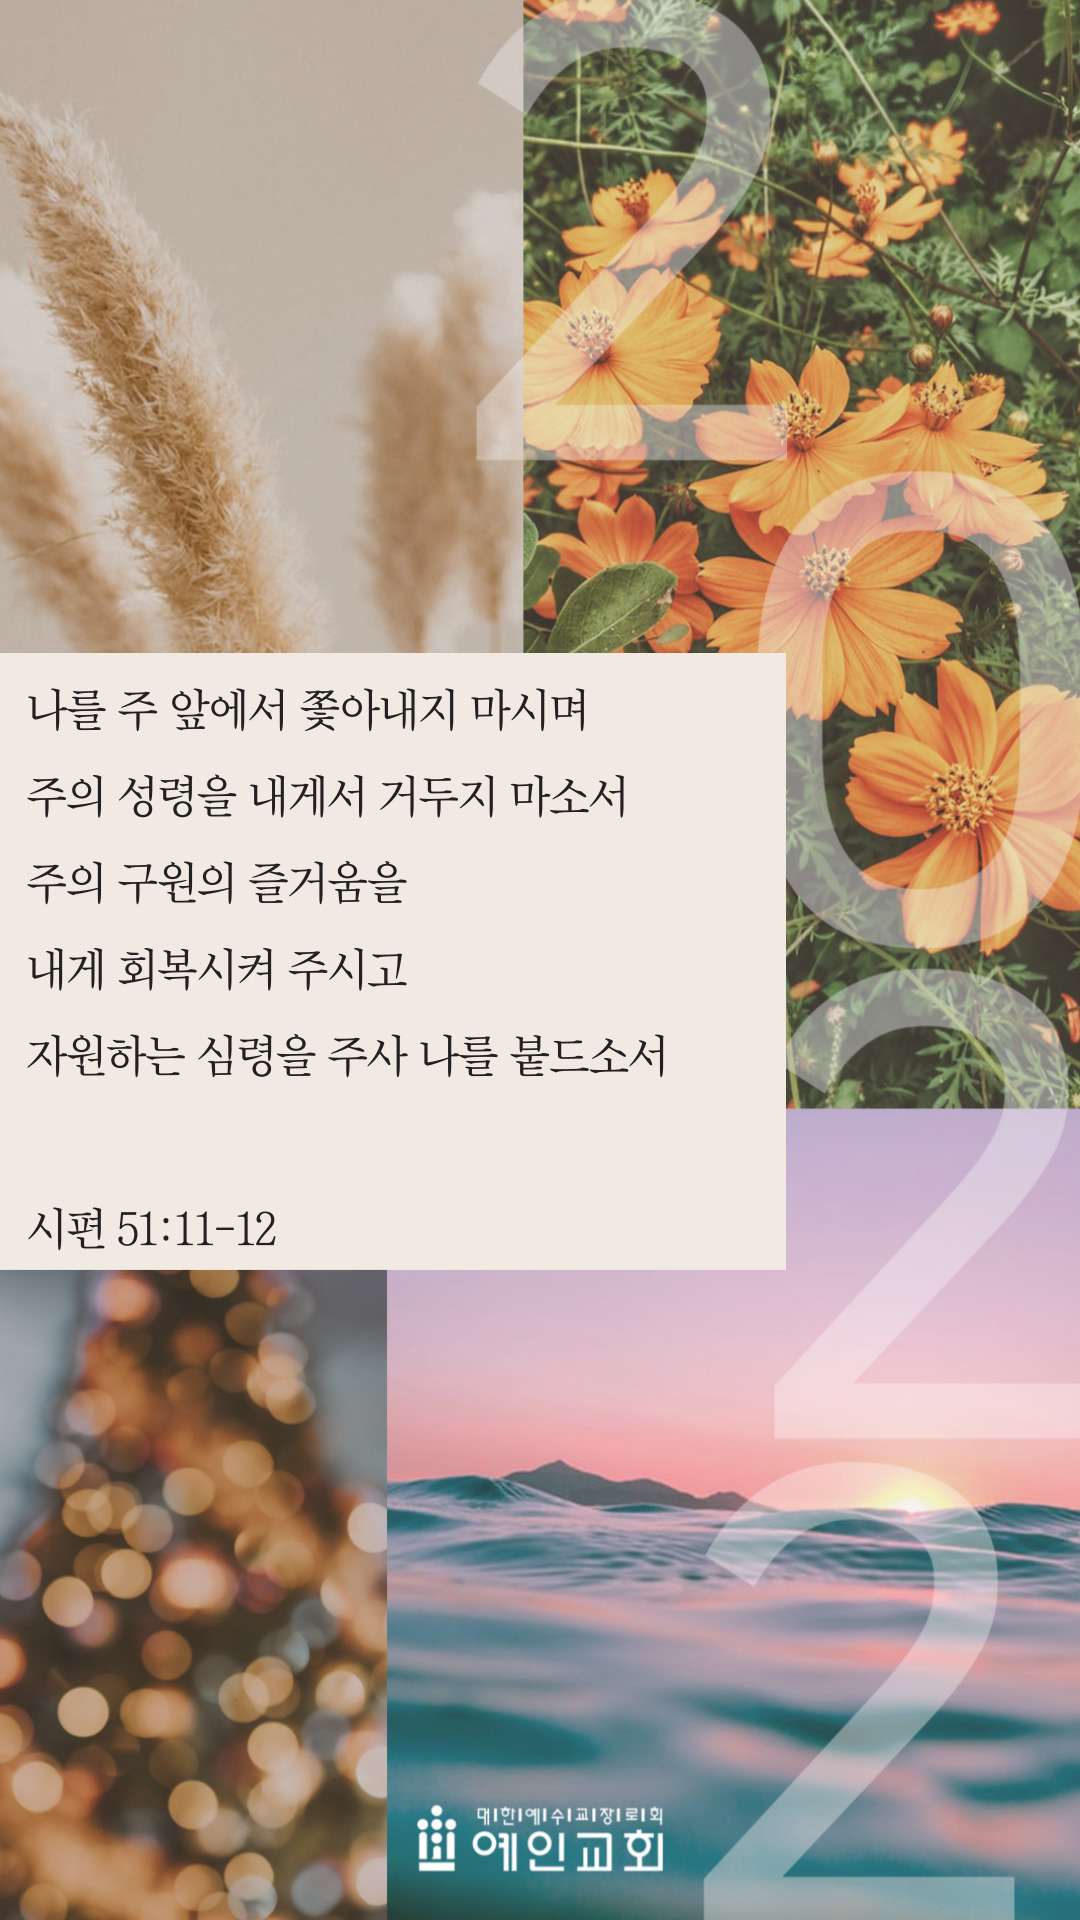 2022
나를 주 앞에서 쫓아내지 마시며
주의 성령을 내게서 거두지 마소서
주의 구원의 즐거움을
내게 회복시켜 주시고
자원하는 심령을 주사 나를 붙드소서
시편 51:11-12
대한예수교장로회
예인교회